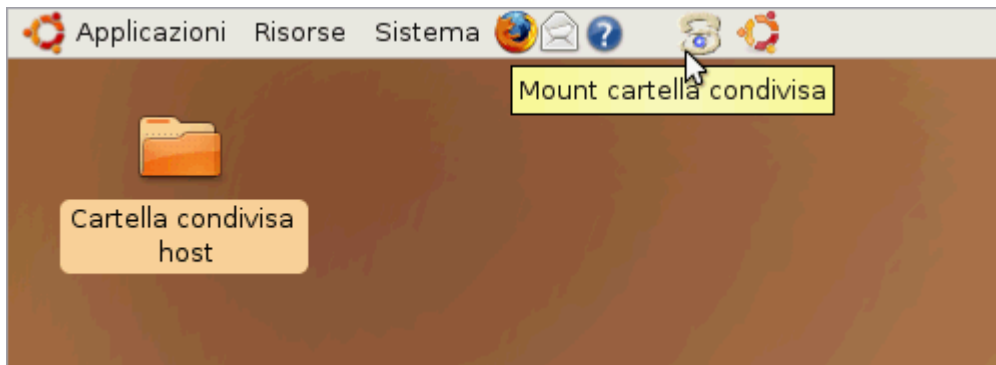 Applicazioni Risorse Sistema
Mount cartella condivisa
Cartella condivisa
host